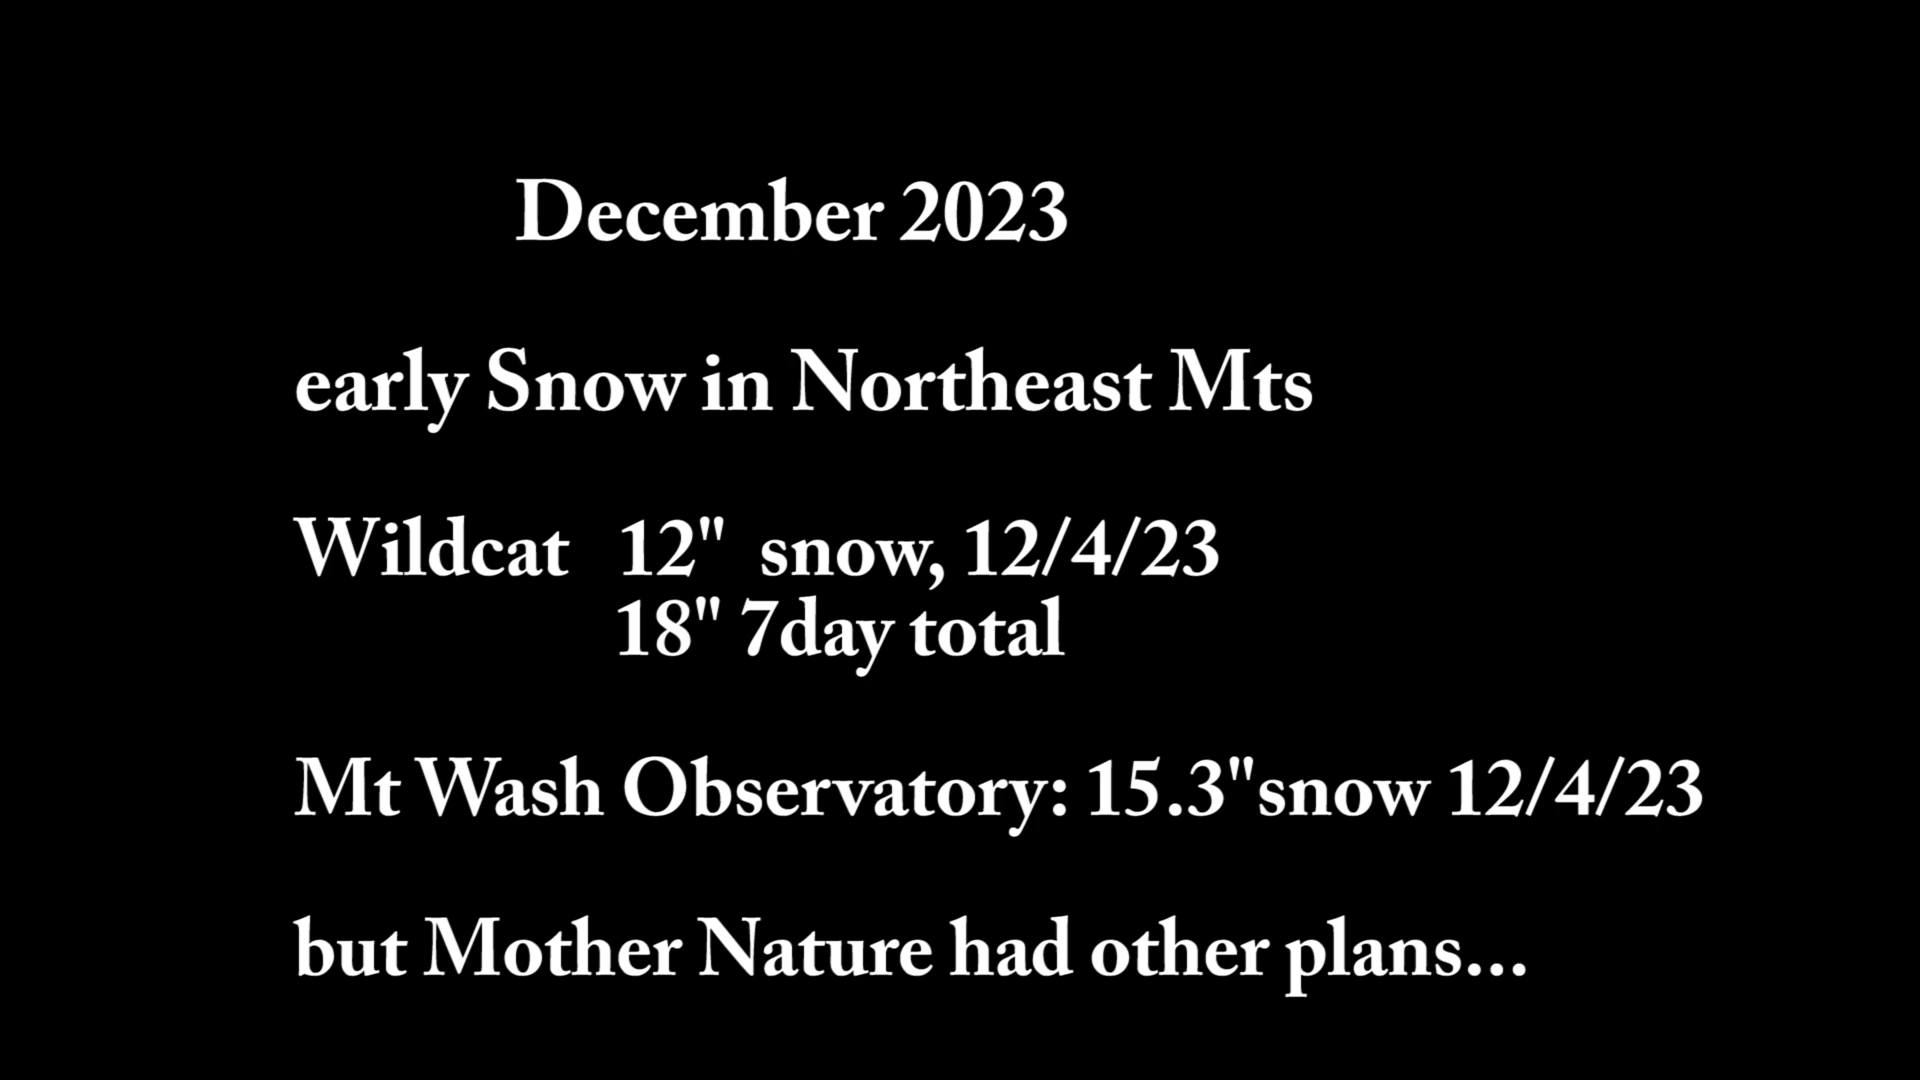 December 2023
early Snow in Northeast Mts
Wildcat 12" snow, 12/4/23
18" 7day total
Mt Wash Observatory: 15.3"snow 12/4/23
but Mother Nature had other plans...